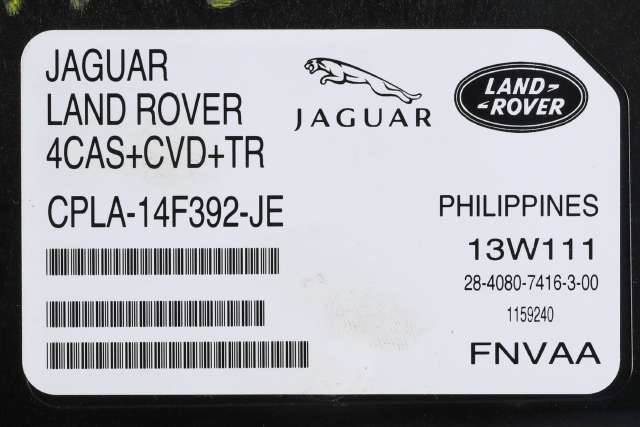 JAGUAR
LAND ROVER
4CAS+CVD+TR
CPLA-14F392-JE
JAGUAR
LAND
ROVER
PHILIPPINES
13W111
28-4080-7416-3-00
1159240
FNVAA